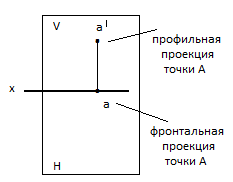 V
a'
профильная
проекция
точки А
x
a
фронтальная
проекция
точки А
H